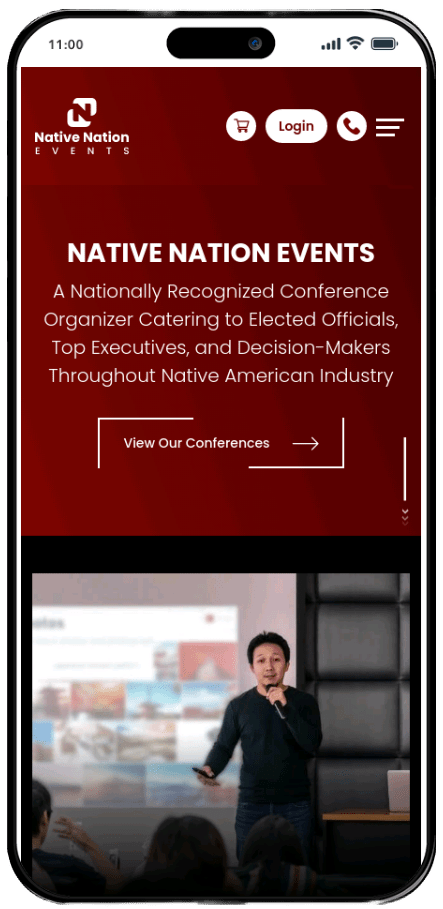 11:00
Native Nation
EVENTS
Login
NATIVE NATION EVENTS
A Nationally Recognized Conference
Organizer Catering to Elected Officials,
Top Executives, and Decision-Makers
Throughout Native American Industry
View Our Conferences